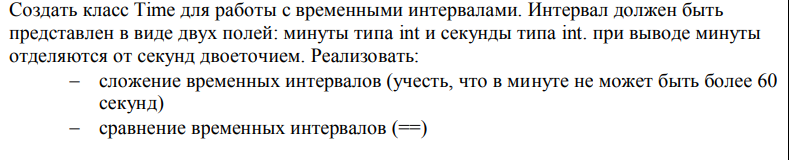 Создать класс Time для работы с временными интервалами. Интервал должен быть
представлен в виде двух полей: минуты типа int и секунды типа int. при выводе минуты
отделяются от секунд двоеточием. Реализовать:
– сложение временных интервалов (учесть, что в минуте не может быть более 60
секунд)
– сравнение временных интервалов (==)